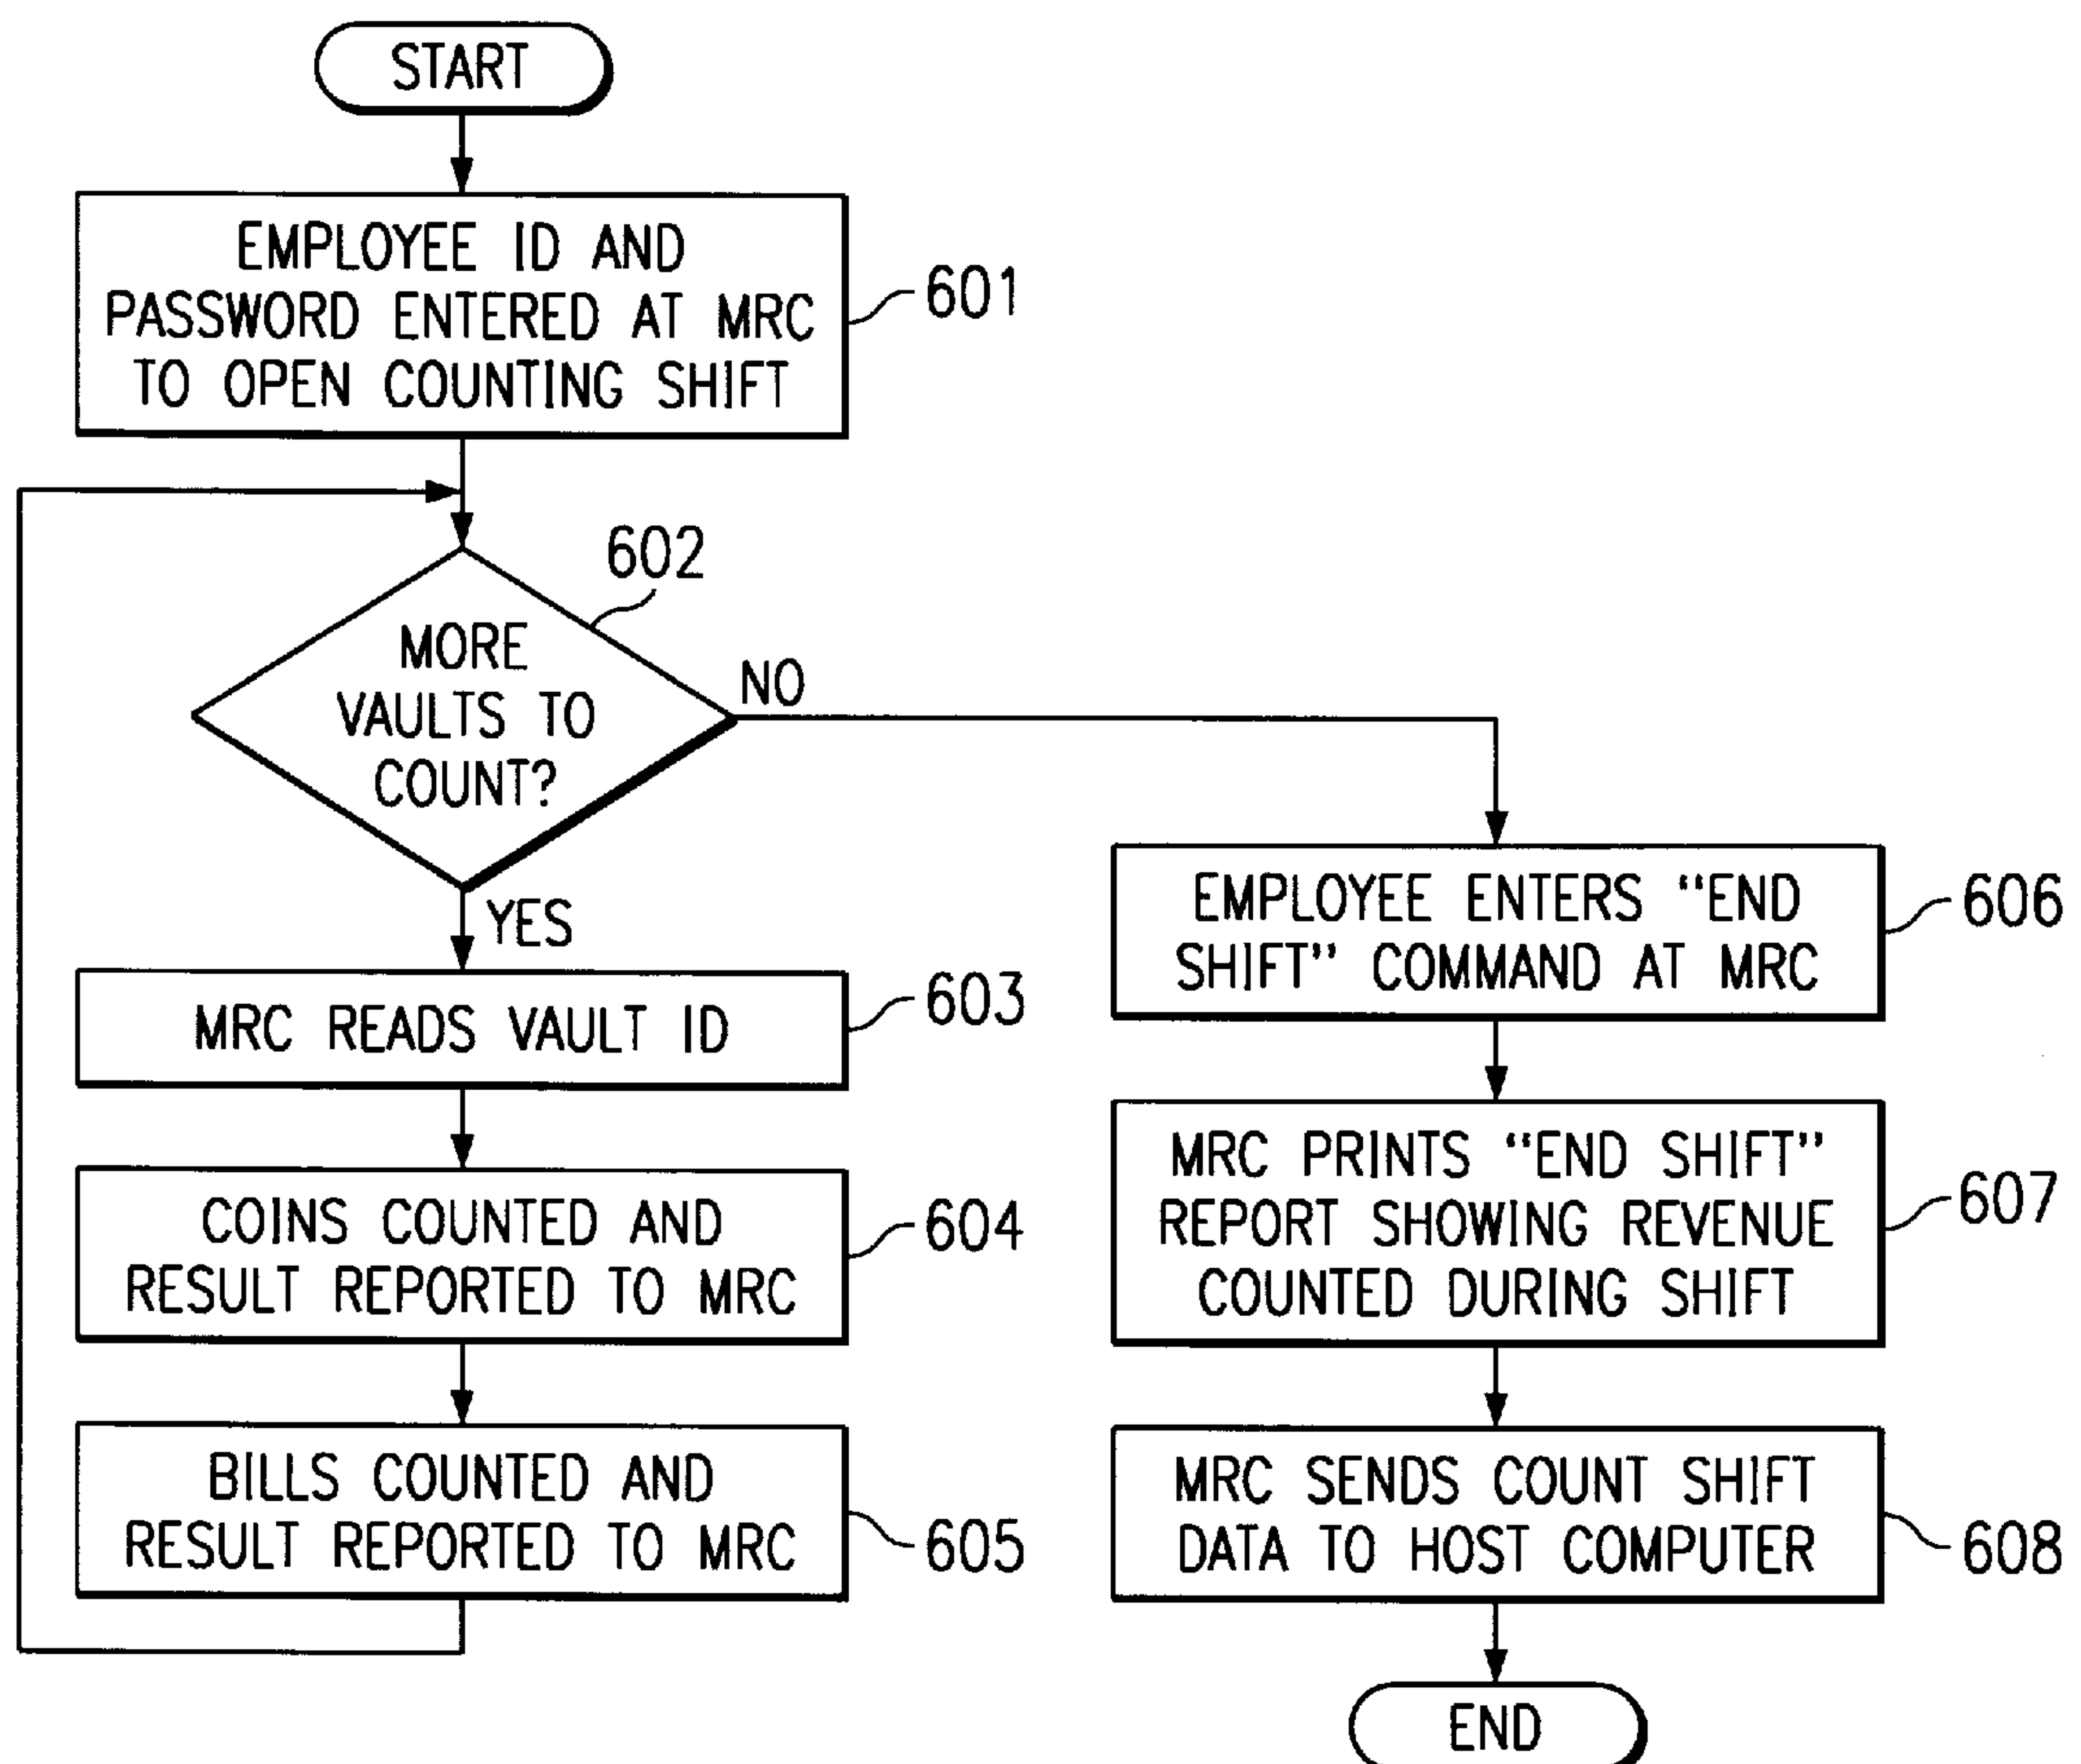 START
EMPLOYEE ID AND
PASSWORD ENTERED AT MRC
TO OPEN COUNTING SHIFT
601
602
MORE
VAULTS TO
COUNT?
NO
YES
MRC READS VAULT ID
603
COINS COUNTED AND
RESULT REPORTED TO MRC
604
BILLS COUNTED AND
RESULT REPORTED TO MRC
605
EMPLOYEE ENTERS “END
SHIFT” COMMAND AT MRC
606
MRC PRINTS “END SHIFT”
REPORT SHOWING REVENUE
COUNTED DURING SHIFT
607
MRC SENDS COUNT SHIFT
DATA TO HOST COMPUTER
608
END